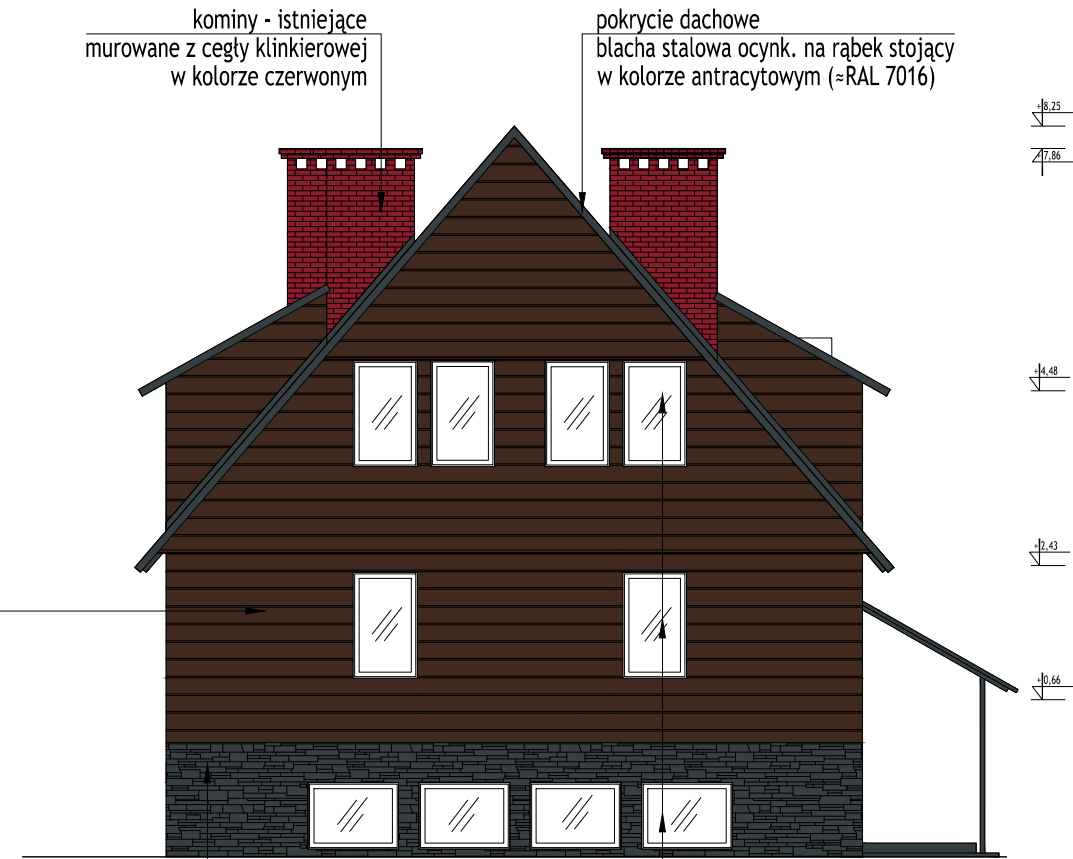 kominy - istniejące
murowane z cegły klinkierowej
w kolorze czerwonym
pokrycie dachowe
blacha stalowa ocynk. na rąbek stojący
w kolorze antracytowym (≈RAL 7016)
+8,25
+7,86
+4,48
+2,43
+0,66